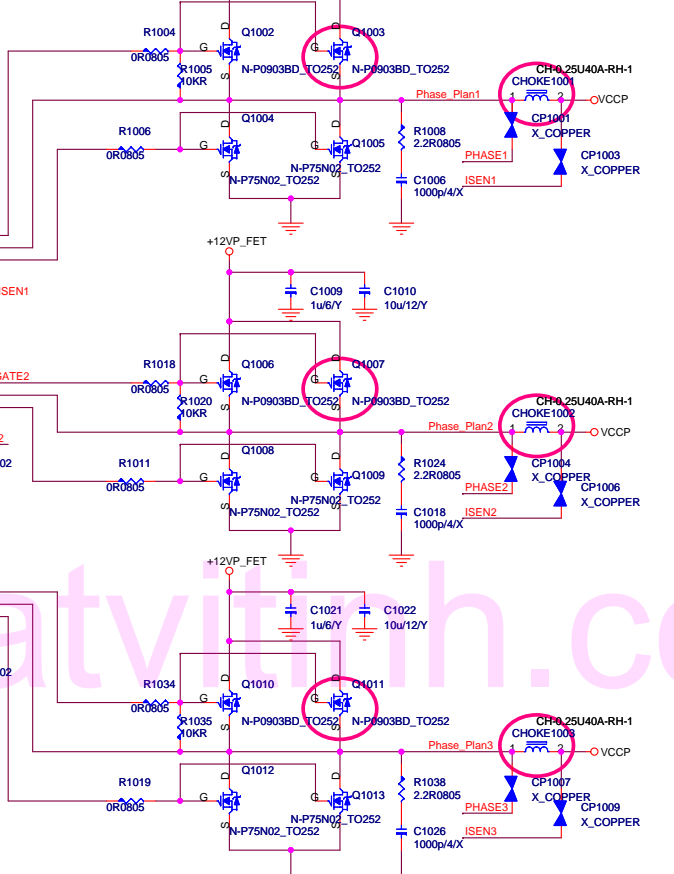 D
D
R1004
Q1002
Q1003
G
G
0R0805
R1005
10KR
S
S
N-P0903BD_TO252
N-P0903BD_TO252
CH-0.25U40A-RH-1
CHOKE1001
Phase_Plan1
1
2
VCCP
D
D
Q1004
R1006
G
G
Q1005
0R0805
R1008
2.2R0805
CP1001
X_COPPER
PHASE1
CP1003
X_COPPER
S
S
N-P75N02_TO252
N-P75N02_TO252
C1006
1000p/4/X
ISEN1
+12VP_FET
ISEN1
C1009
1u/6/Y
C1010
10u/12/Y
D
D
R1018
Q1006
Q1007
GATE2
G
G
0R0805
R1020
10KR
S
S
N-P0903BD_TO252
N-P0903BD_TO252
CH-0.25U40A-RH-1
CHOKE1002
Phase_Plan2
1
2
VCCP
2
02
D
D
Q1008
R1011
G
G
Q1009
0R0805
R1024
2.2R0805
CP1004
X_COPPER
PHASE2
CP1006
X_COPPER
S
S
N-P75N02_TO252
N-P75N02_TO252
C1018
1000p/4/X
ISEN2
+12VP_FET
C1021
1u/6/Y
C1022
10u/12/Y
atvitinh.co
02
D
D
R1034
Q1010
Q1011
G
G
0R0805
R1035
10KR
S
S
N-P0903BD_TO252
N-P0903BD_TO252
CH-0.25U40A-RH-1
CHOKE1003
Phase_Plan3
1
2
VCCP
D
D
Q1012
R1019
G
G
Q1013
0R0805
R1038
2.2R0805
CP1007
X_COPPER
PHASE3
CP1009
X_COPPER
S
S
N-P75N02_TO252
N-P75N02_TO252
C1026
1000p/4/X
ISEN3